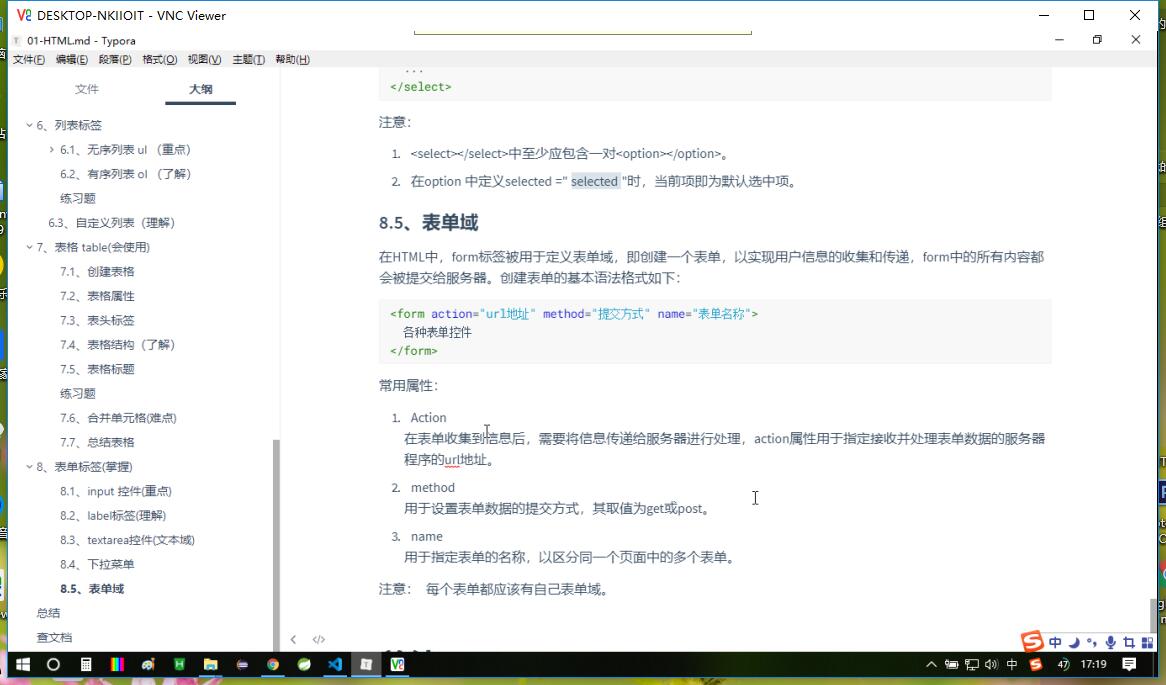 DESKTOP-NKIIOIT - VNC Viewer
01-HTML.md - Typora
文件(F) 编辑(E) 段落(P) 格式(O) 视图(V) 主题(T) 帮助(H)
文件 大纲
6、列表标签
6.1、无序列表 ul （重点）
6.2、有序列表 ol （了解）
练习题
6.3、自定义列表（理解）
7、表格 table(会使用)
7.1、创建表格
7.2、表格属性
7.3、表头标签
7.4、表格结构（了解）
7.5、表格标题
练习题
7.6、合并单元格(难点)
7.7、总结表格
8、表单标签(掌握)
8.1、input 控件(重点)
8.2、label标签(理解)
8.3、textarea控件(文本域)
8.4、下拉菜单
8.5、表单域
总结
查文档
...
</select>
注意：
1. <select></select>中至少应包含一对<option></option>。
2. 在option 中定义selected =" selected "时，当前项即为默认选中项。
8.5、表单域
在HTML中，form标签被用于定义表单域，即创建一个表单，以实现用户信息的收集和传递，form中的所有内容都
会被提交给服务器。创建表单的基本语法格式如下：
<form action="url地址" method="提交方式" name="表单名称">
各种表单控件
</form>
常用属性：
1. Action
在表单收集到信息后，需要将信息传递给服务器进行处理，action属性用于指定接收并处理表单数据的服务器
程序的url地址。
2. method
用于设置表单数据的提交方式，其取值为get或post。
3. name
用于指定表单的名称，以区分同一个页面中的多个表单。
注意： 每个表单都应该有自己表单域。
中
中 47 17:19